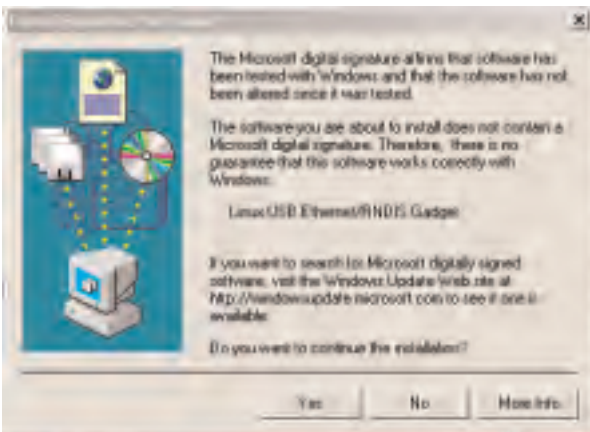 The Microsoft digital signature affirms that software has
been tested with Windows and that the software has not
been altered since it was tested.
The software you are about to install does not contain a
Microsoft digital signature. Therefore, there is no
guarantee that this software works correctly with
Windows.
Linux USB Ethernet/RNDIS Gadget
If you want to search for Microsoft digitally signed
software, visit the Windows Update Web site at
http://windowsupdate.microsoft.com to see if one is
available.
Do you want to continue the installation?
Yes
No
More Info